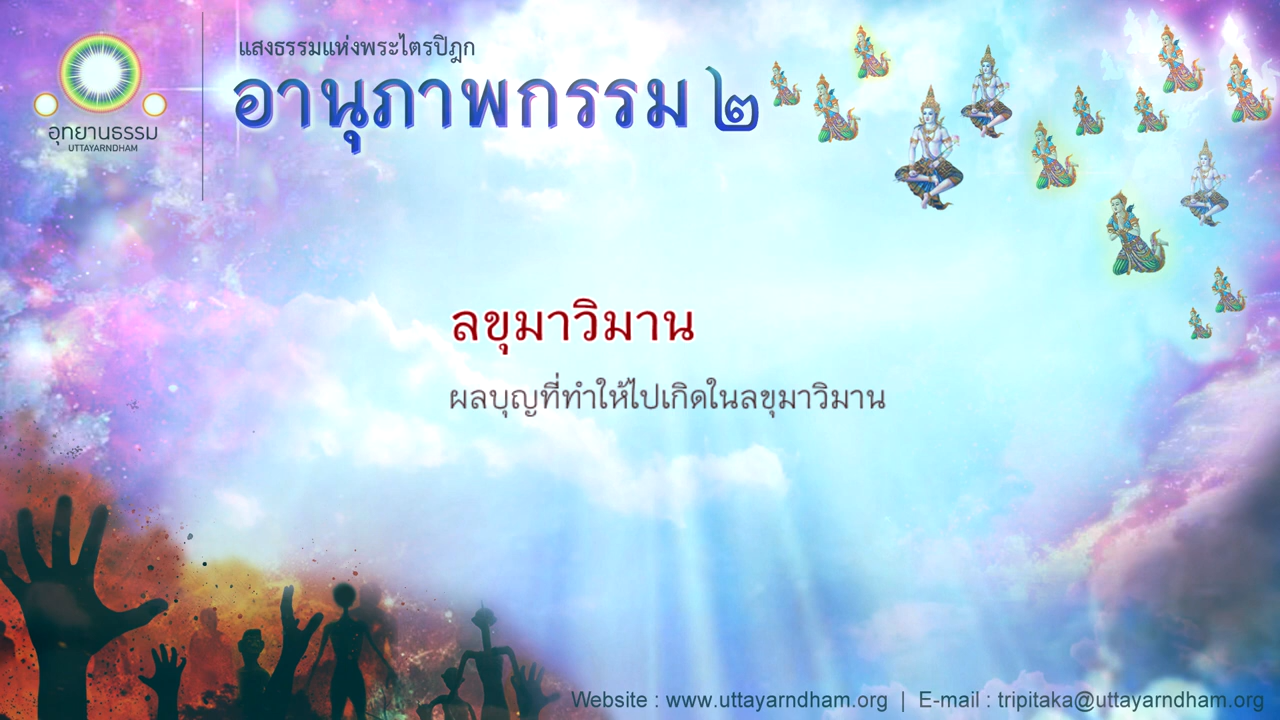 แสงธรรมแห่งพระไตรปิฎก
อานุภาพกรรม ๒
อุทยานธรรม
UTTAYARNDHAM
ลขุมาวิมาน
ผลบุญที่ทำให้ไปเกิดในลขุมาวิมาน
Website : www.uttayarndham.org | E-mail : tripitaka@uttayarndham.org